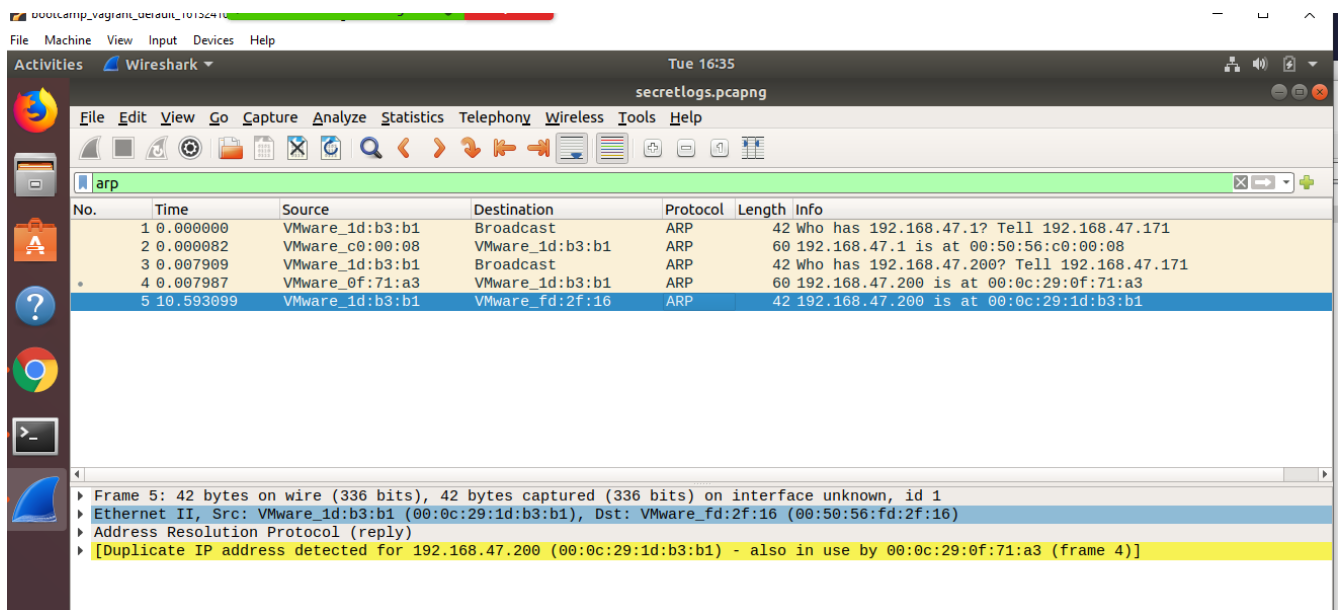 File Machine View Input Devices Help
Activities Wireshark Tue 16:35
secretlogs.pcapng
File Edit View Go Capture Analyze Statistics Telephony Wireless Tools Help
arp
No. Time Source Destination Protocol Length Info
1 0.000000 VMware_1d:b3:b1 Broadcast ARP 42 Who has 192.168.47.1? Tell 192.168.47.171
2 0.000082 VMware_c0:00:08 VMware_1d:b3:b1 ARP 60 192.168.47.1 is at 00:50:56:c0:00:08
3 0.007909 VMware_1d:b3:b1 Broadcast ARP 42 Who has 192.168.47.200? Tell 192.168.47.171
4 0.007987 VMware_0f:71:a3 VMware_1d:b3:b1 ARP 60 192.168.47.200 is at 00:0c:29:0f:71:a3
5 10.593099 VMware_1d:b3:b1 VMware_fd:2f:16 ARP 42 192.168.47.200 is at 00:0c:29:1d:b3:b1
Frame 5: 42 bytes on wire (336 bits), 42 bytes captured (336 bits) on interface unknown, id 1
Ethernet II, Src: VMware_1d:b3:b1 (00:0c:29:1d:b3:b1), Dst: VMware_fd:2f:16 (00:50:56:fd:2f:16)
Address Resolution Protocol (reply)
[Duplicate IP address detected for 192.168.47.200 (00:0c:29:1d:b3:b1) - also in use by 00:0c:29:0f:71:a3 (frame 4)]